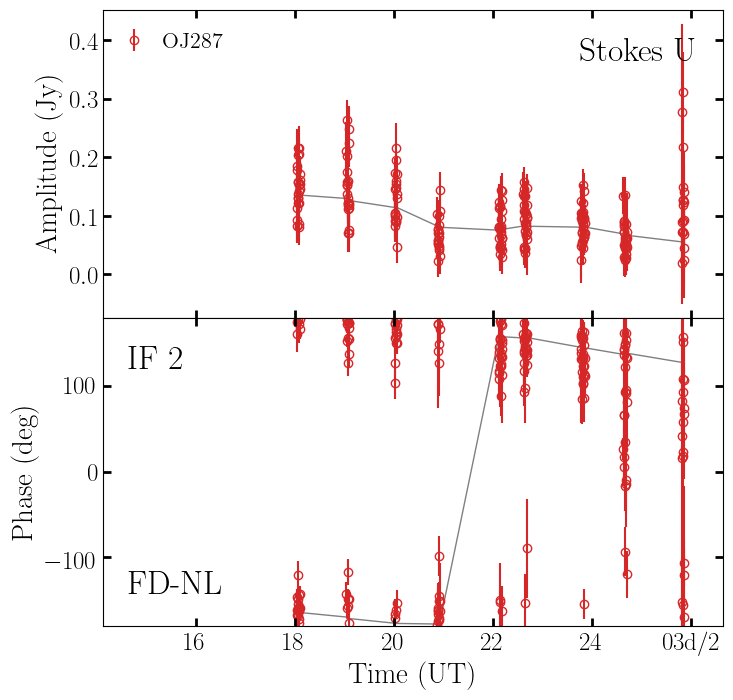 OJ287
Stokes U
0.4
0.3
0.2
0.1
0.0
Amplitude (Jy)
IF 2
100
0
−100
Phase (deg)
FD-NL
16 18 20 22 24 03d/2
Time (UT)